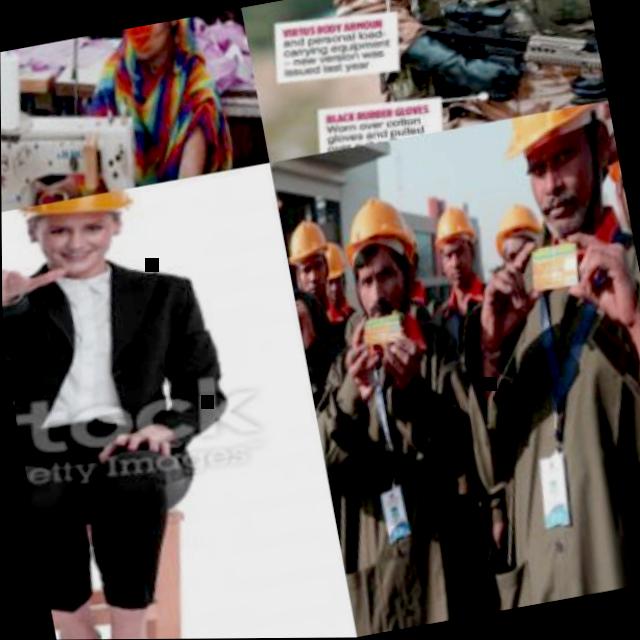 VIRTUS BODY ARMOUR
and personal load-
carrying equipment
– new version was
issued last year
BLACK RUBBER GLOVES
Worn over cotton
gloves and pulled
tock
etty Images